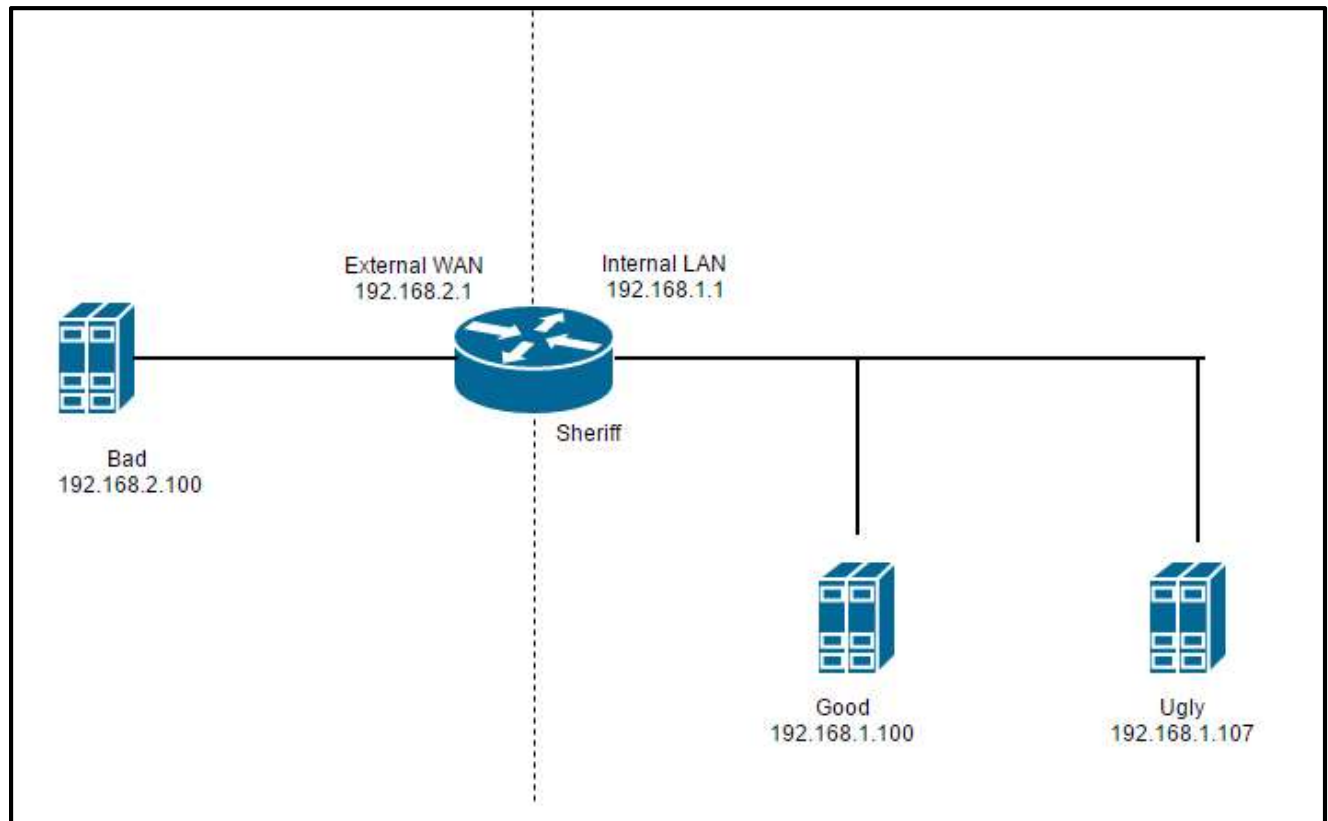 External WAN
192.168.2.1
Internal LAN
192.168.1.1
Sheriff
Bad
192.168.2.100
Good
192.168.1.100
Ugly
192.168.1.107